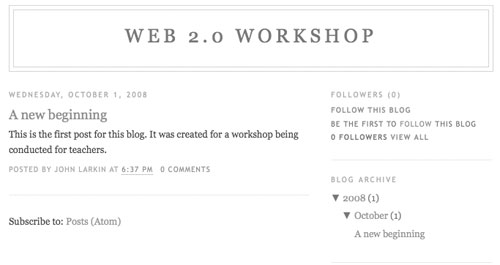 WEB 2.0 WORKSHOP
WEDNESDAY, OCTOBER 1, 2008
A new beginning
This is the first post for this blog. It was created for a workshop being
conducted for teachers.
POSTED BY JOHN LARKIN AT 6:37 PM 0 COMMENTS
Subscribe to: Posts (Atom)
FOLLOWERS (0)
FOLLOW THIS BLOG
BE THE FIRST TO FOLLOW THIS BLOG
0 FOLLOWERS VIEW ALL
BLOG ARCHIVE
▼ 2008 (1)
▼ October (1)
A new beginning